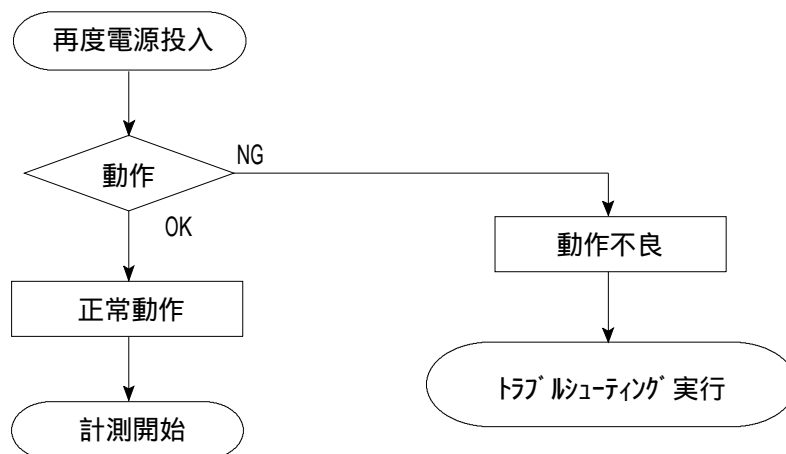 再度電源投入
動作
NG
OK
動作不良
正常動作
ﾄﾗﾌﾞﾙｼｭｰﾃｨﾝｸﾞ実行
計測開始